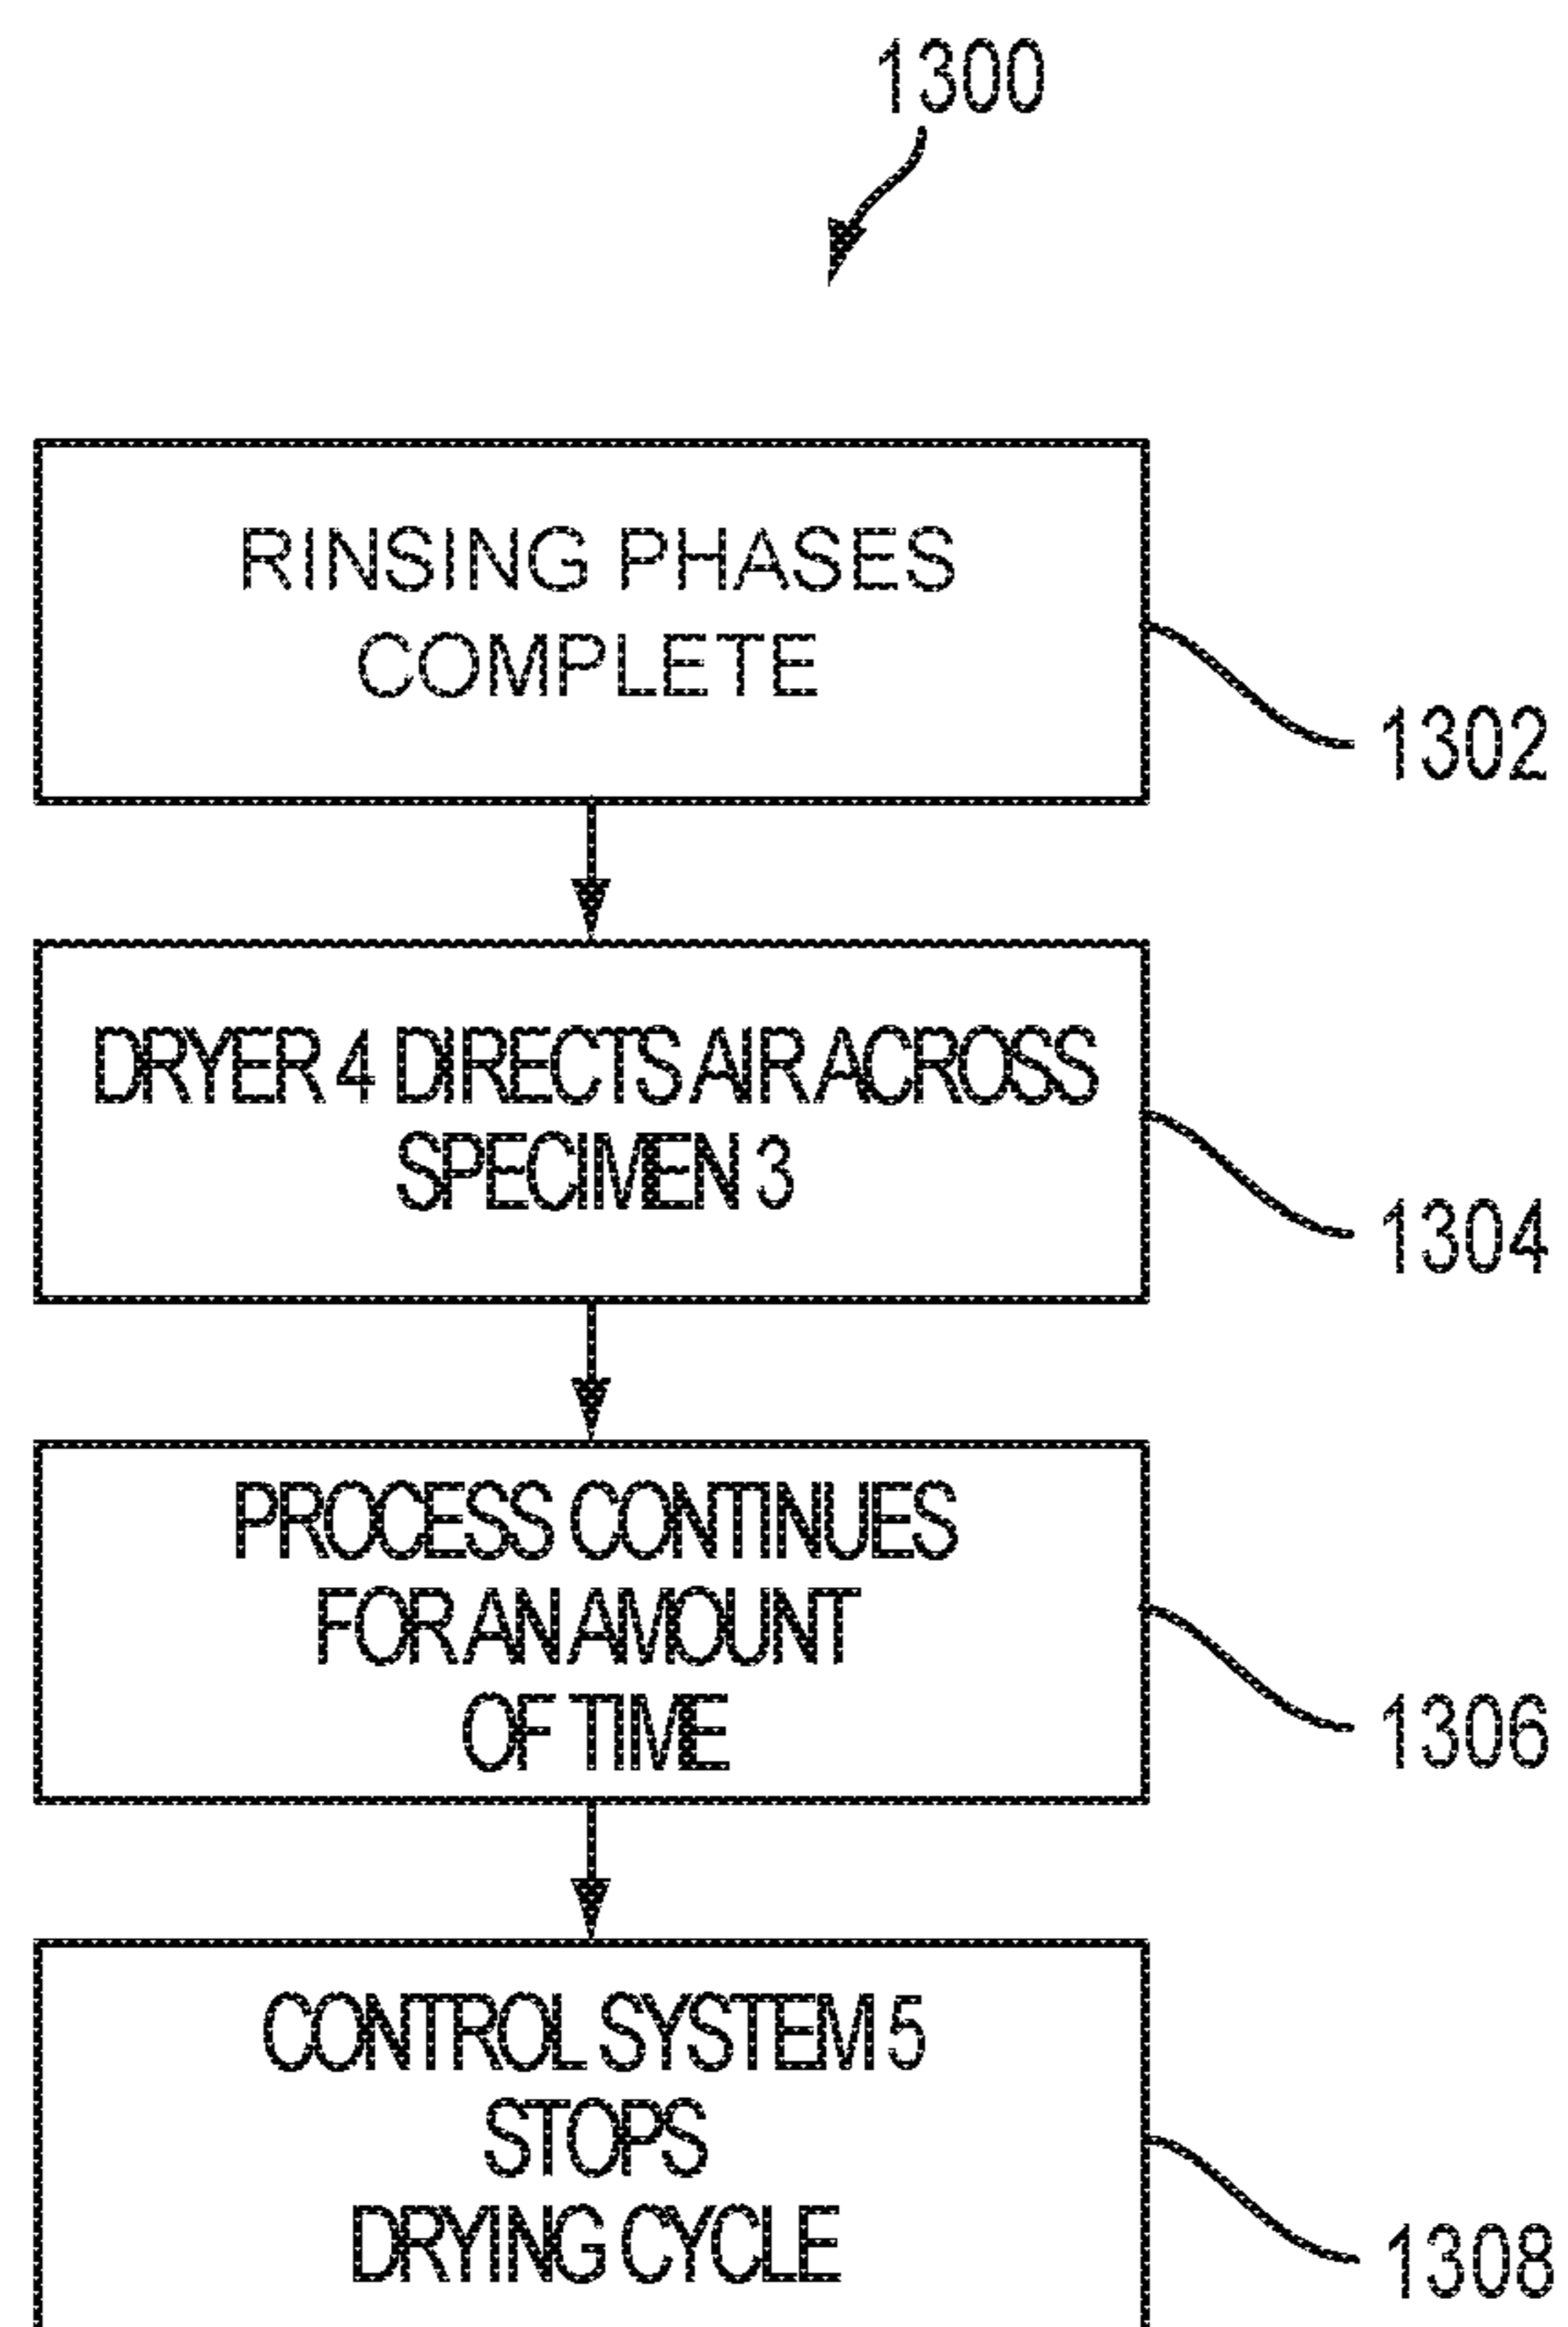 1300
RINSING PHASES
COMPLETE
1302
DRYER 4 DIRECTS AIR ACROSS
SPECIMEN 3
1304
PROCESS CONTINUES
FOR AN AMOUNT
OF TIME
1306
CONTROL SYSTEM 5
STOPS
DRYING CYCLE
1308